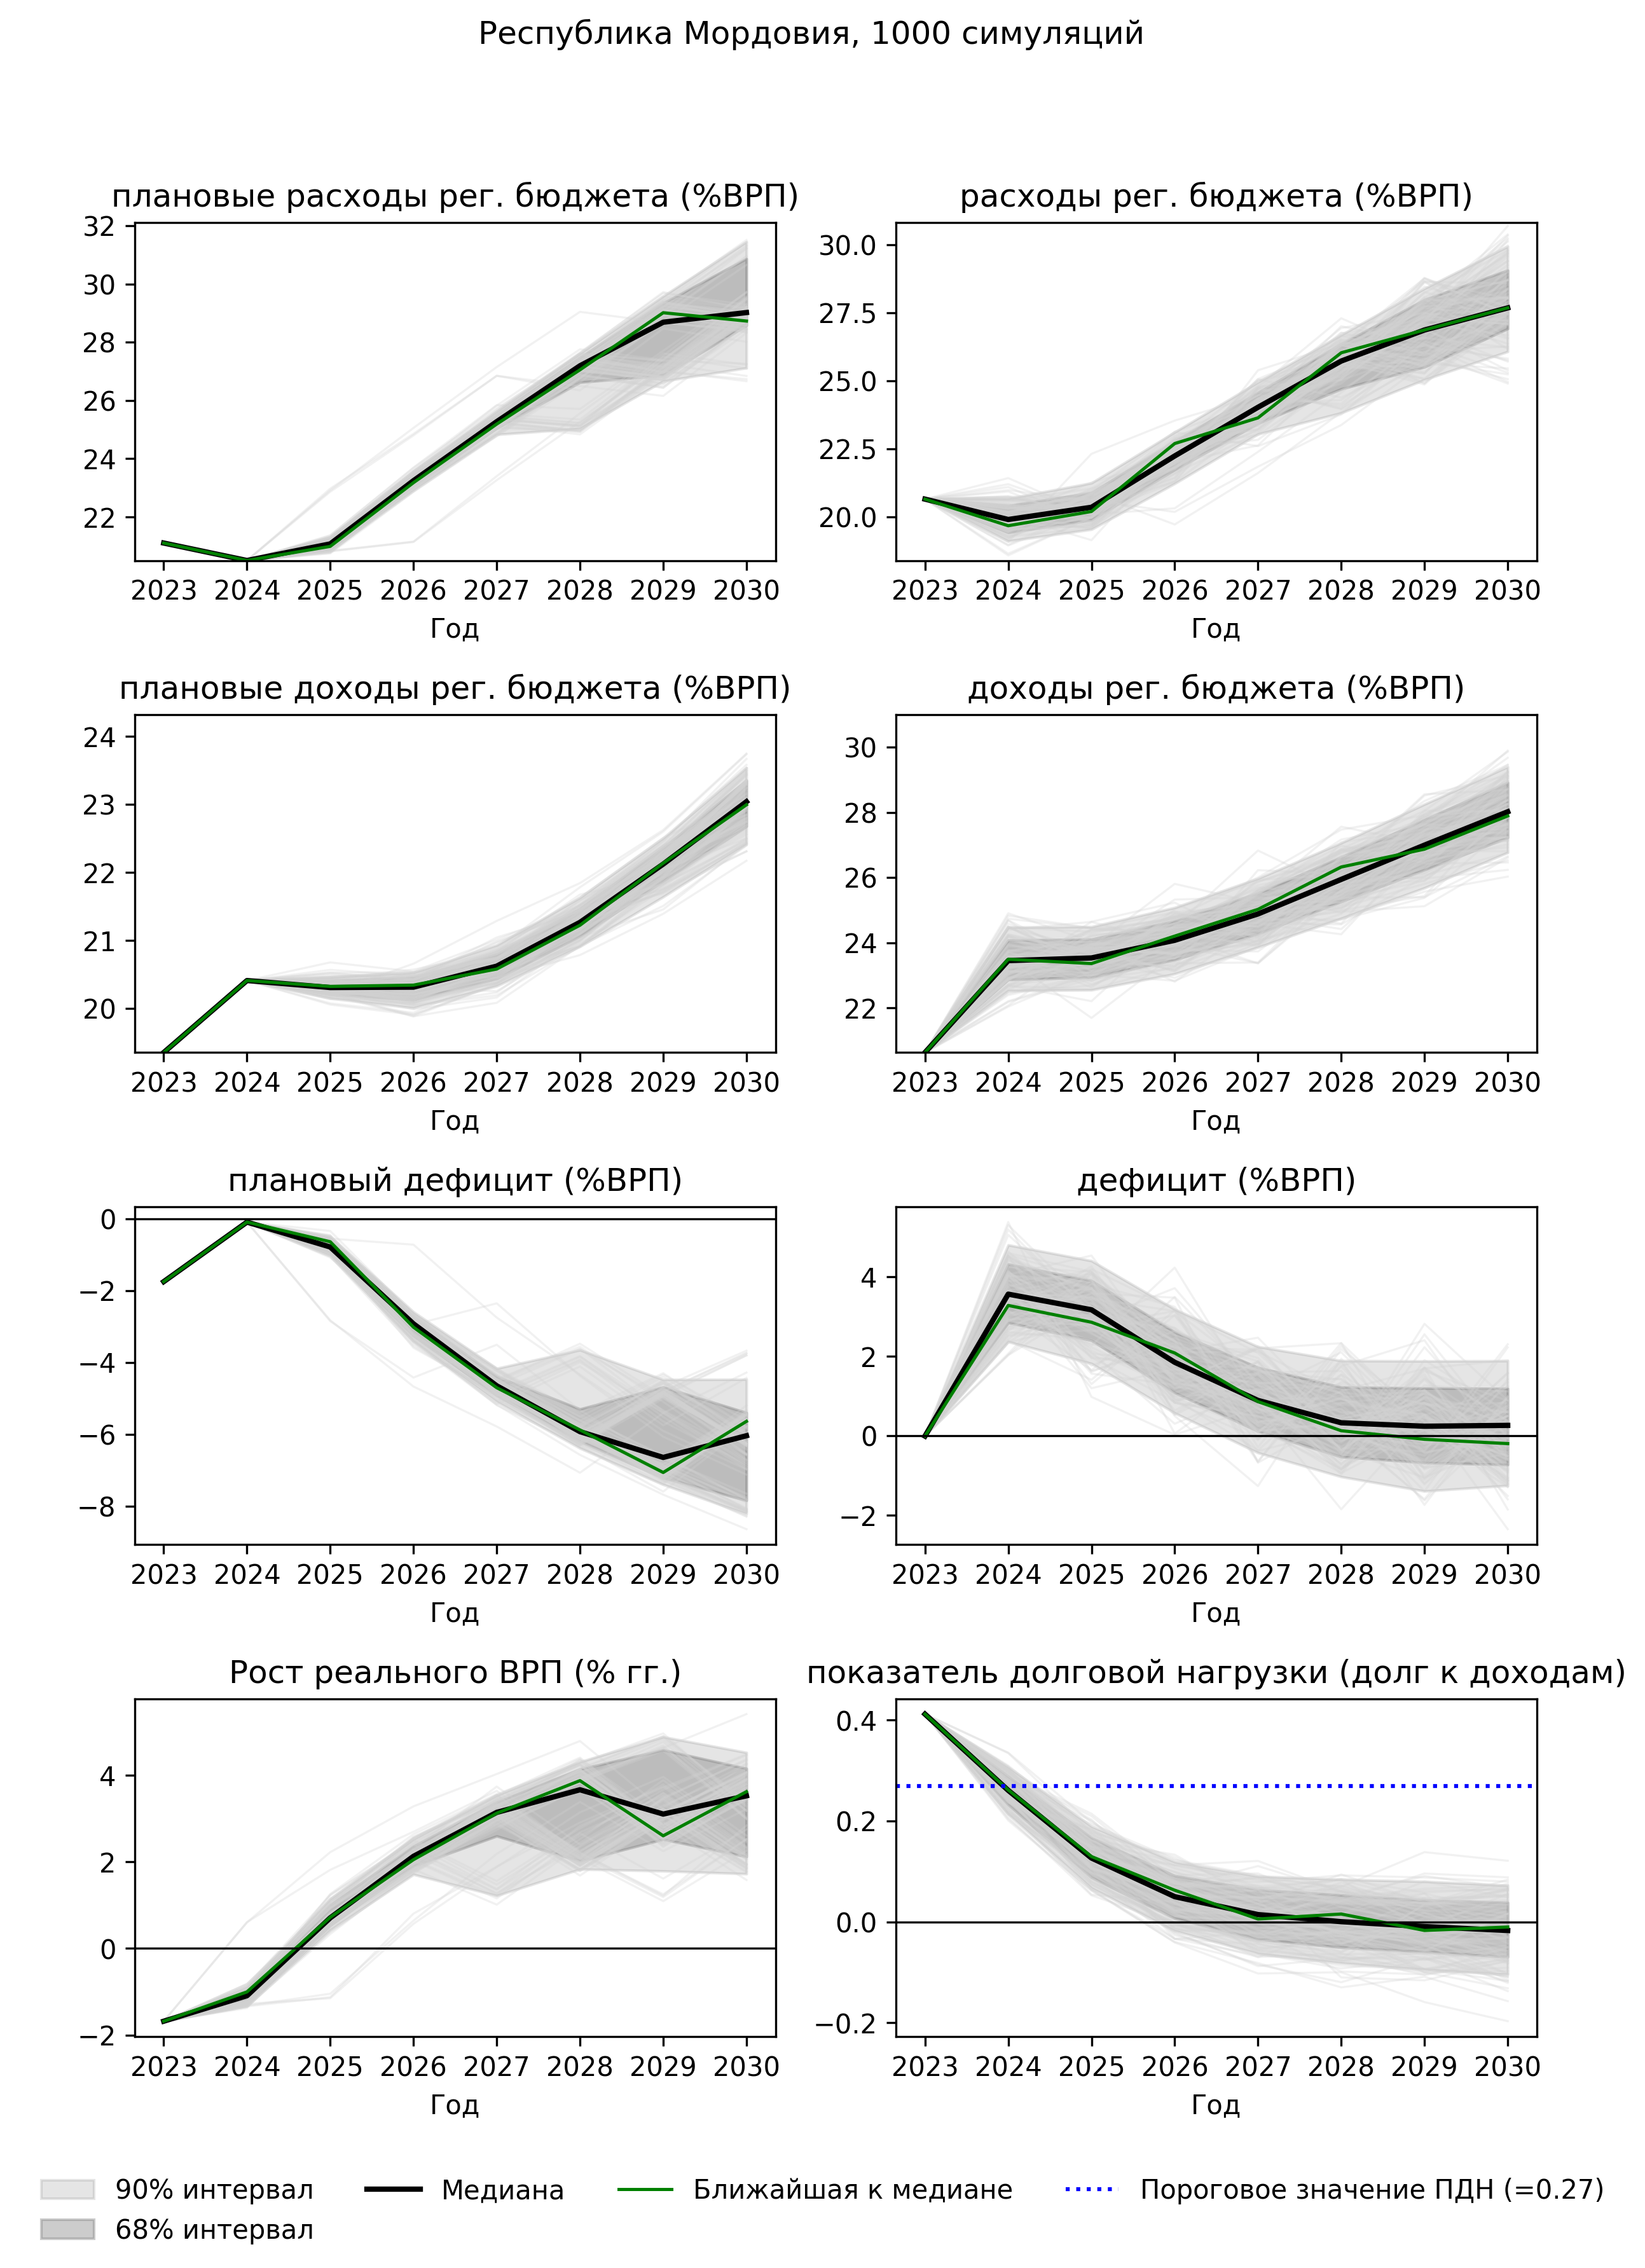 Республика Мордовия, 1000 симуляций
плановые расходы рег. бюджета (%ВРП)
32
30
28
26
24
22
2023 2024 2025 2026 2027 2028 2029 2030
Год
расходы рег. бюджета (%ВРП)
30.0
27.5
25.0
22.5
20.0
2023 2024 2025 2026 2027 2028 2029 2030
Год
плановые доходы рег. бюджета (%ВРП)
24
23
22
21
20
2023 2024 2025 2026 2027 2028 2029 2030
Год
доходы рег. бюджета (%ВРП)
30
28
26
24
22
2023 2024 2025 2026 2027 2028 2029 2030
Год
плановый дефицит (%ВРП)
0
−2
−4
−6
−8
2023 2024 2025 2026 2027 2028 2029 2030
Год
дефицит (%ВРП)
4
2
0
−2
2023 2024 2025 2026 2027 2028 2029 2030
Год
Рост реального ВРП (% гг.)
4
2
0
−2
2023 2024 2025 2026 2027 2028 2029 2030
Год
показатель долговой нагрузки (долг к доходам)
0.4
0.2
0.0
−0.2
2023 2024 2025 2026 2027 2028 2029 2030
Год
90% интервал
68% интервал
Медиана
Ближайшая к медиане
Пороговое значение ПДН (=0.27)